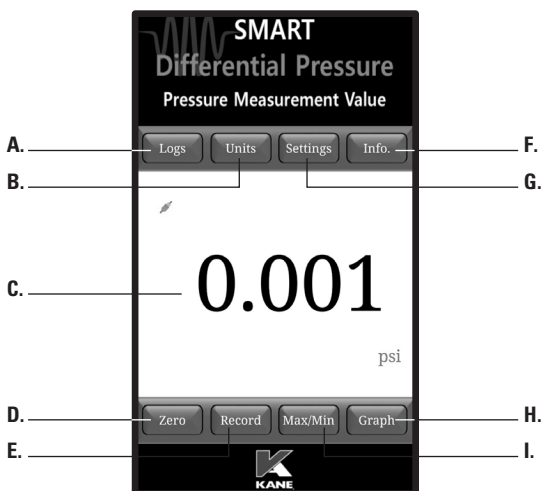 SMART
Differential Pressure
Pressure Measurement Value
A. Logs Units Settings Info. F.
B. G.
C. 0.001
psi
D. Zero Record Max/Min Graph H.
E. I.
KANE